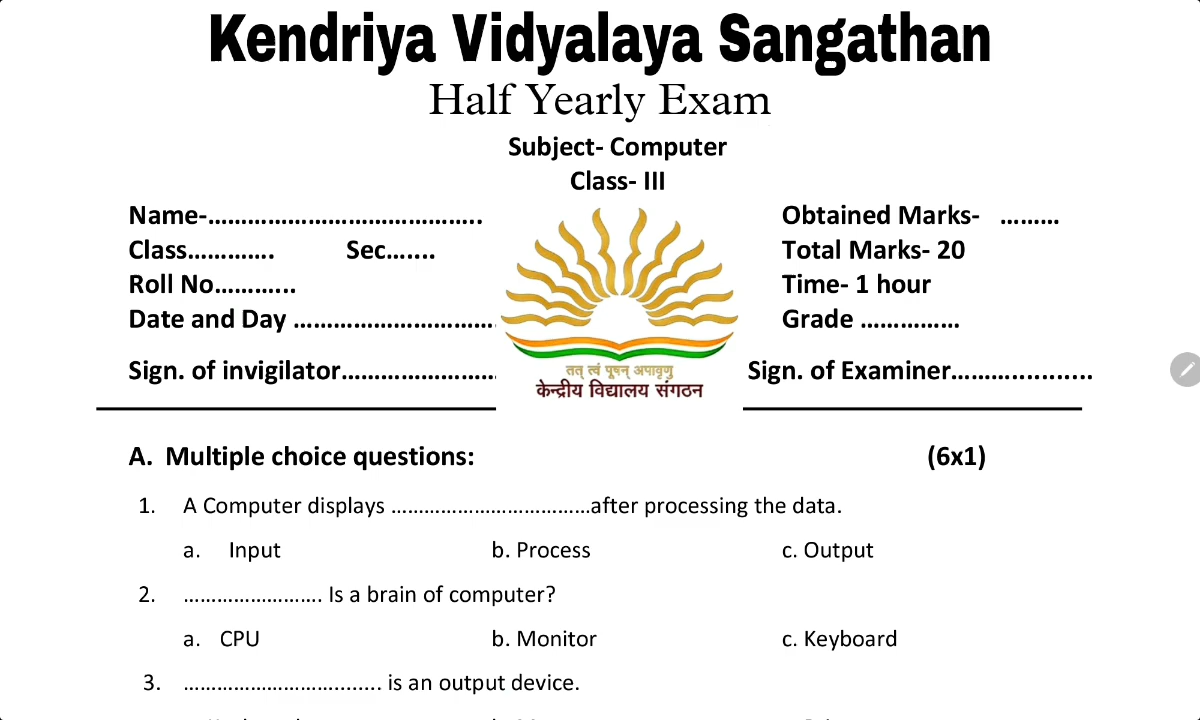 Kendriya Vidyalaya Sangathan
Half Yearly Exam
Subject- Computer
Class- III
Name-………………………………….. Obtained Marks- ………
Class…………. Sec……. Total Marks- 20
Roll No……….. Time- 1 hour
Date and Day …………………………. Grade ……………
तत् त्वं पूषन् अपावृणु
केन्द्रीय विद्यालय संगठन
Sign. of invigilator………………….. Sign. of Examiner………...........
A. Multiple choice questions: (6x1)
1. A Computer displays ………………………………after processing the data.
a. Input b. Process c. Output
2. ……………………. Is a brain of computer?
a. CPU b. Monitor c. Keyboard
3. ………………………........ is an output device.